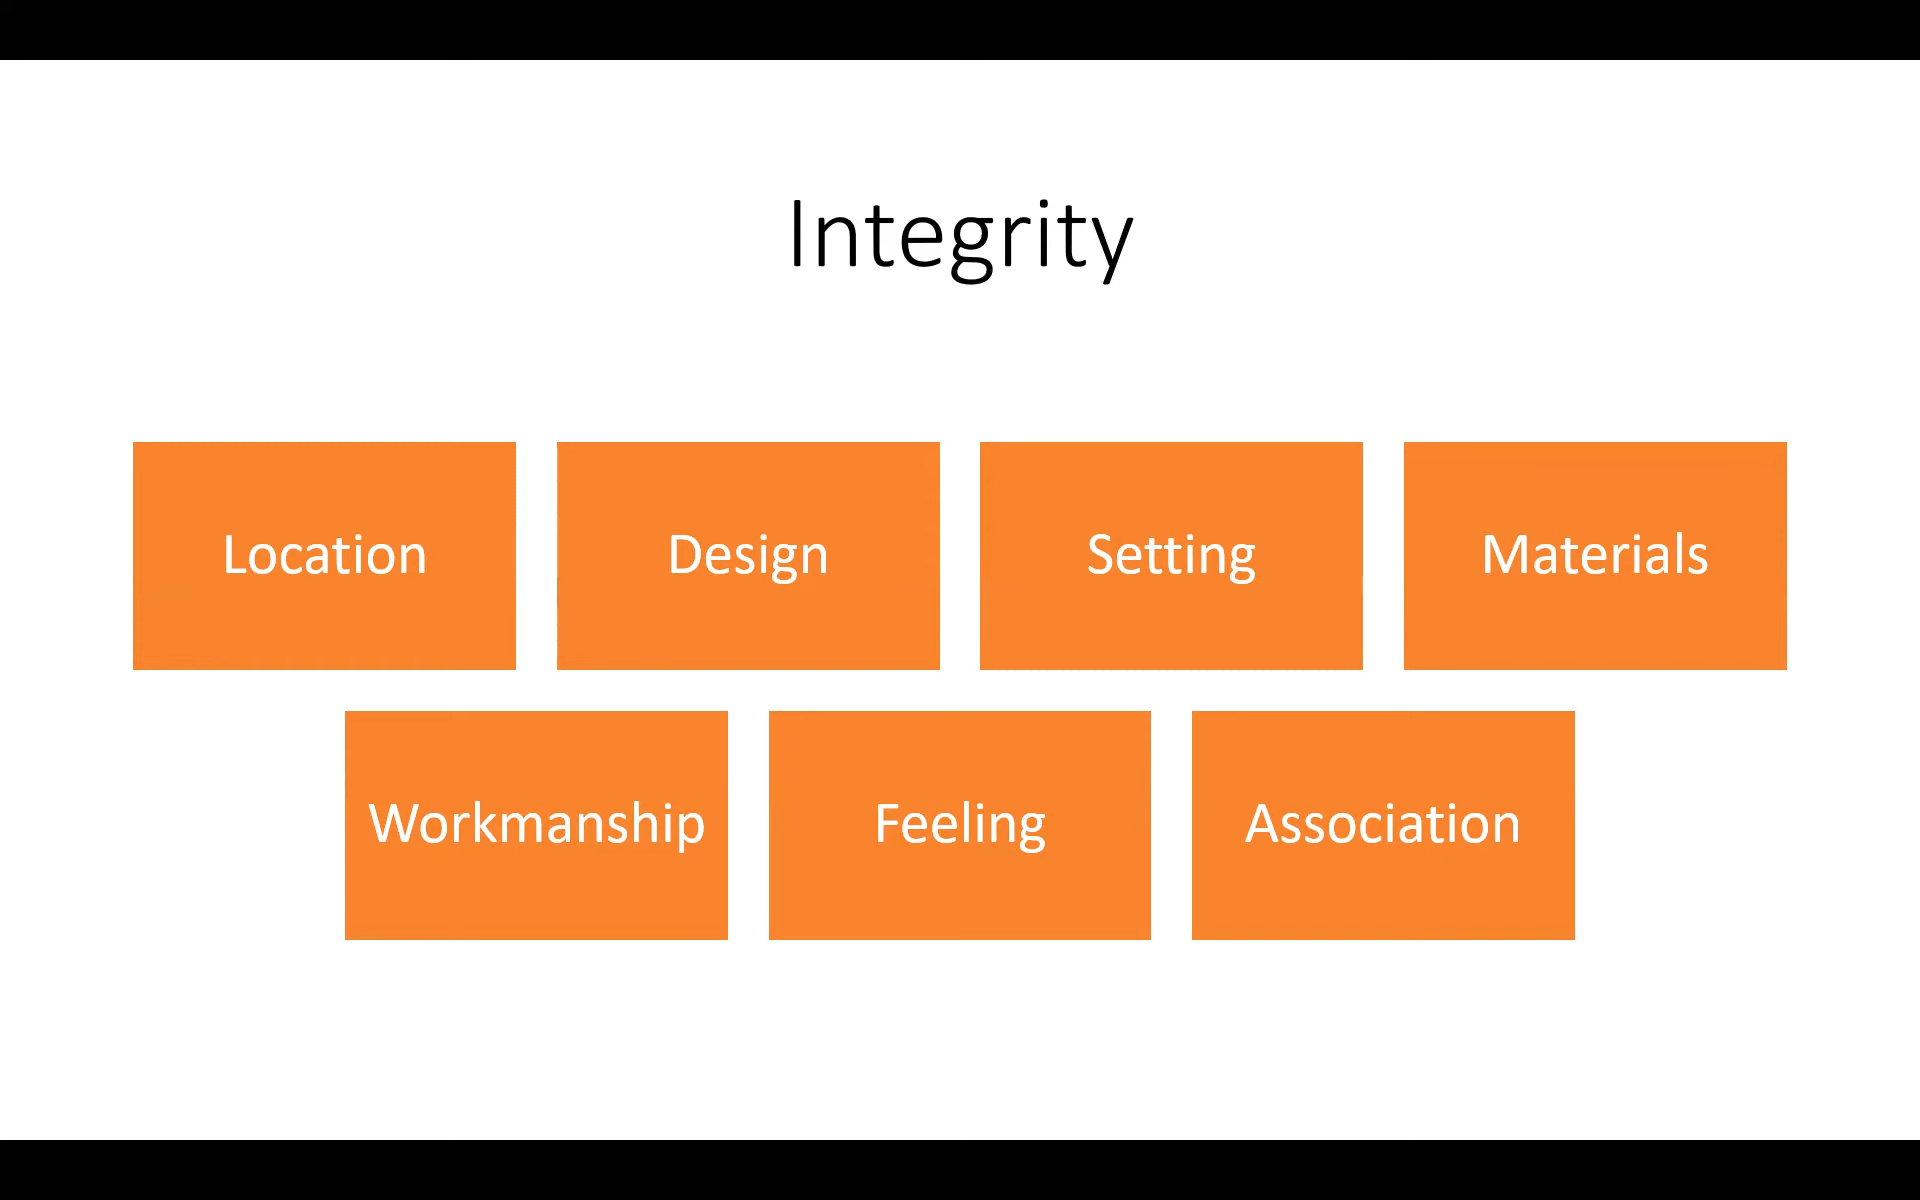 Integrity
Location
Design
Setting
Materials
Workmanship
Feeling
Association